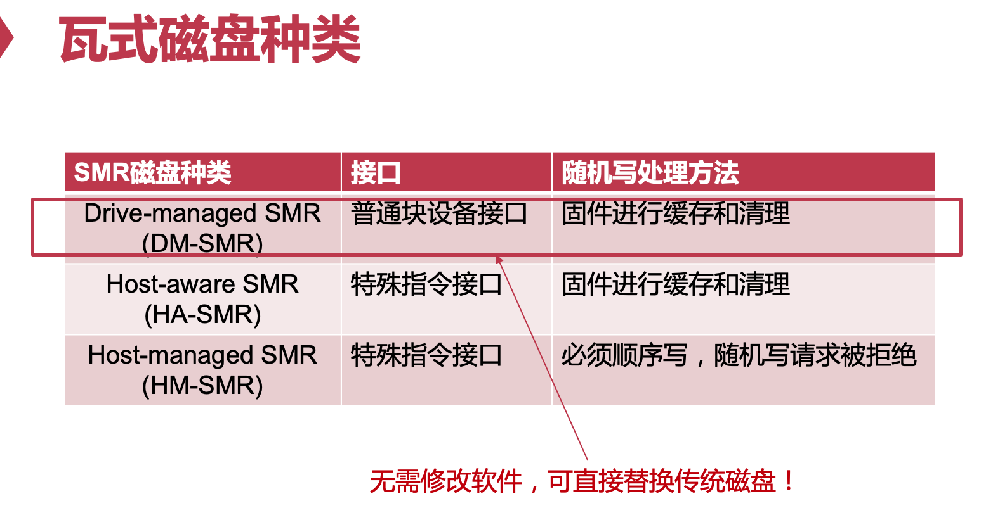 瓦式磁盘种类
SMR磁盘种类 接口 随机写处理方法
Drive-managed SMR 普通块设备接口 固件进行缓存和清理
(DM-SMR)
Host-aware SMR 特殊指令接口 固件进行缓存和清理
(HA-SMR)
Host-managed SMR 特殊指令接口 必须顺序写，随机写请求被拒绝
(HM-SMR)
无需修改软件，可直接替换传统磁盘！